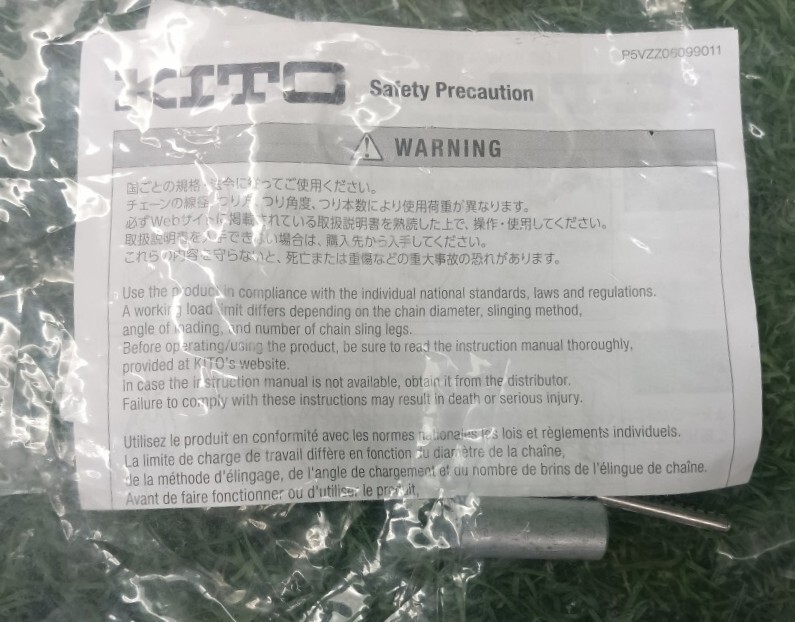 P5VZZ06099011
KITO Safety Precaution
WARNING
国ごとの規格・法令に従ってご使用ください。
チェーンの線径、つり方、つり角度、つり本数により使用荷重が異なります。
必ずWebサイトに掲載されている取扱説明書を熟読した上で、操作・使用してください。
取扱説明書を入手できない場合は、購入先から入手してください。
これらの内容を守らないと、死亡または重傷などの重大事故の恐れがあります。
Use the product in compliance with the individual national standards, laws and regulations.
A working load limit differs depending on the chain diameter, slinging method,
angle of loading, and number of chain sling legs.
Before operating/using the product, be sure to read the instruction manual thoroughly,
provided at KITO's website.
In case the instruction manual is not available, obtain it from the distributor.
Failure to comply with these instructions may result in death or serious injury.
Utilisez le produit en conformité avec les normes nationales les lois et règlements individuels.
La limite de charge de travail diffère en fonction du diamètre de la chaîne,
de la méthode d'élingage, de l'angle de chargement et du nombre de brins de l'élingue de chaîne.
Avant de faire fonctionner ou d'utiliser le produit,